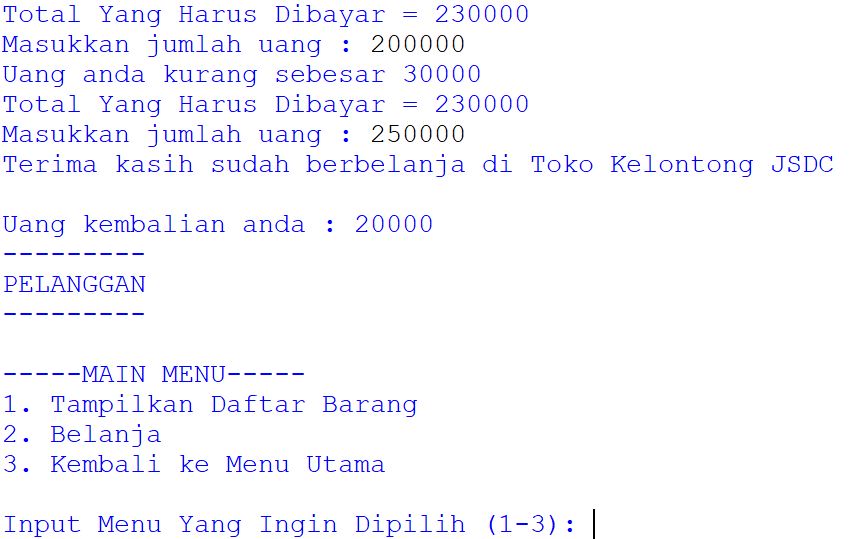 Total Yang Harus Dibayar = 230000
Masukkan jumlah uang : 200000
Uang anda kurang sebesar 30000
Total Yang Harus Dibayar = 230000
Masukkan jumlah uang : 250000
Terima kasih sudah berbelanja di Toko Kelontong JSDC
Uang kembalian anda : 20000
---------
PELANGGAN
---------
-----MAIN MENU-----
1. Tampilkan Daftar Barang
2. Belanja
3. Kembali ke Menu Utama
Input Menu Yang Ingin Dipilih (1-3):